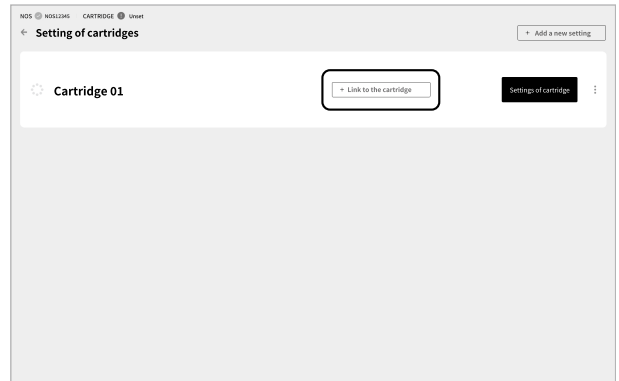 NOS NOS12345 CARTRIDGE Unset
← Setting of cartridges
+ Add a new setting
Cartridge 01
+ Link to the cartridge
Settings of cartridge